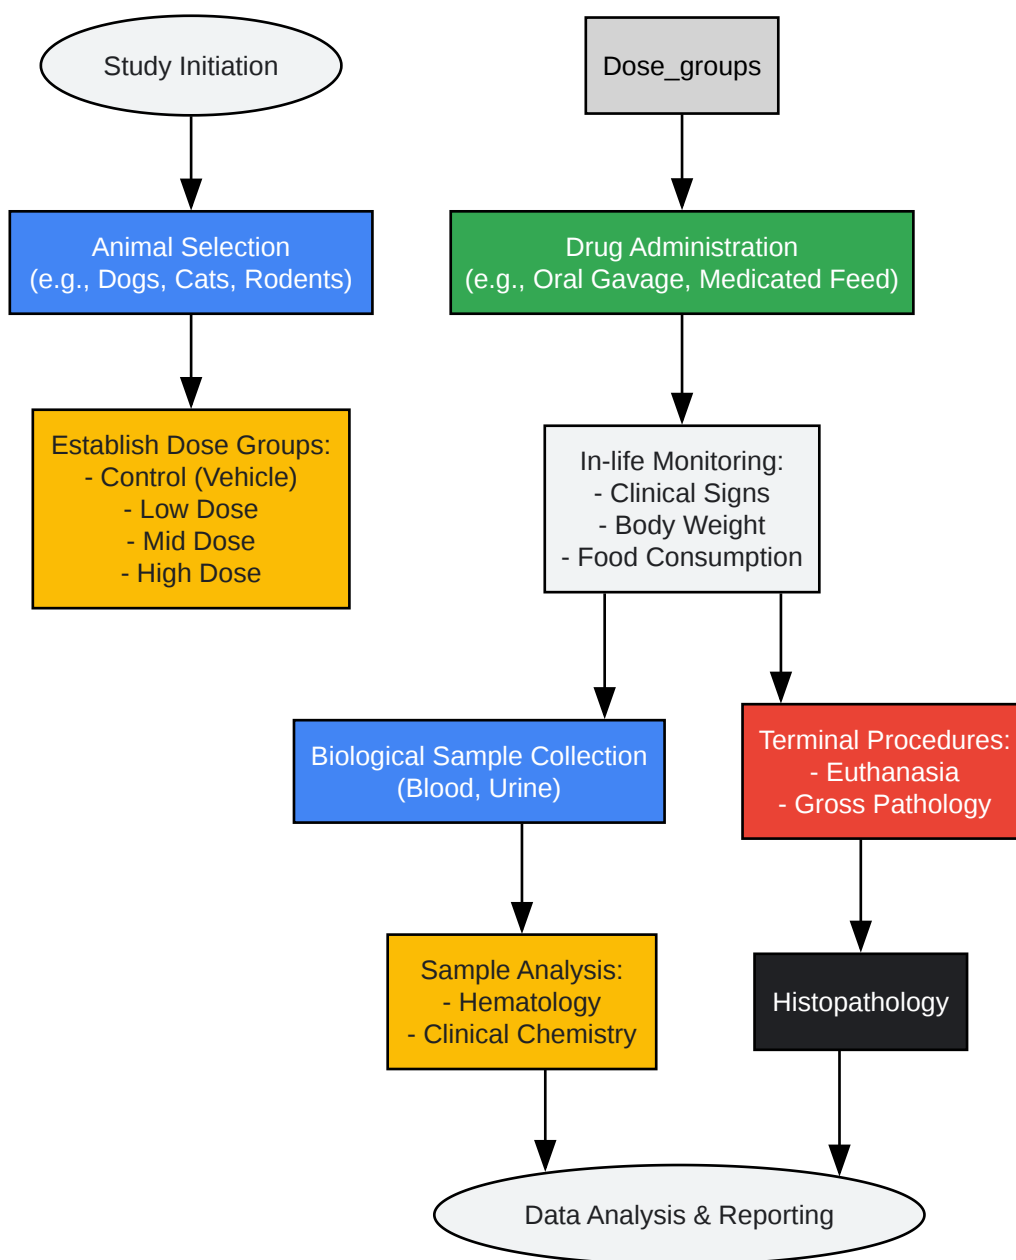 Study Initiation
Dose_groups
Animal Selection
(e.g., Dogs, Cats, Rodents)
Drug Administration
(e.g., Oral Gavage, Medicated Feed)
Establish Dose Groups:
- Control (Vehicle)
- Low Dose
- Mid Dose
- High Dose
In-life Monitoring:
- Clinical Signs
- Body Weight
- Food Consumption
Biological Sample Collection
(Blood, Urine)
Terminal Procedures:
- Euthanasia
- Gross Pathology
Sample Analysis:
- Hematology
- Clinical Chemistry
Histopathology
Data Analysis & Reporting